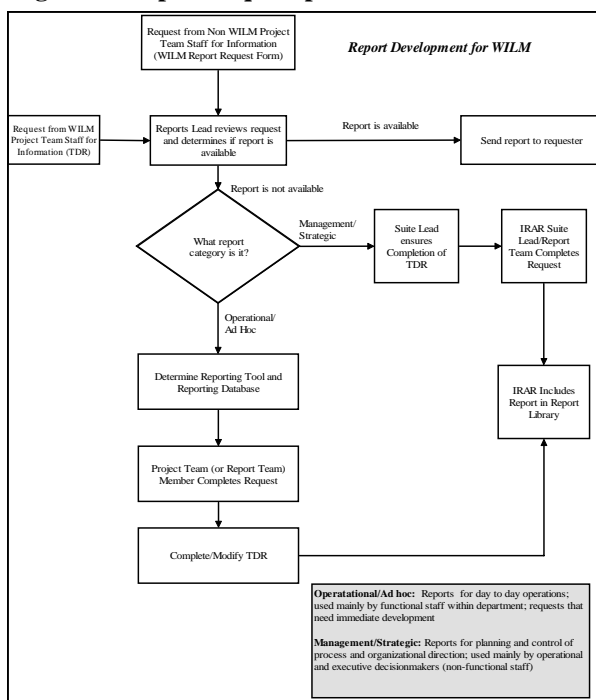 Request from Non WILM Project
Team Staff for Information
(WILM Report Request Form)
Report Development for WILM
Request from WILM
Project Team Staff for
Information (TDR)
Reports Lead reviews request
and determines if report is
available
Report is available
Send report to requester
Report is not available
What report
category is it?
Management/
Strategic
Suite Lead
ensures
Completion of
TDR
IRAR Suite
Lead/Report
Team Completes
Request
Operational/
Ad Hoc
Determine Reporting Tool and
Reporting Database
IRAR Includes
Report in Report
Library
Project Team (or Report Team)
Member Completes Request
Complete/Modify TDR
Operatational/Ad hoc: Reports for day to day operations;
used mainly by functional staff within department; requests that
need immediate development
Management/Strategic: Reports for planning and control of
process and organizational direction; used mainly by operational
and executive decisionmakers (non-functional staff)